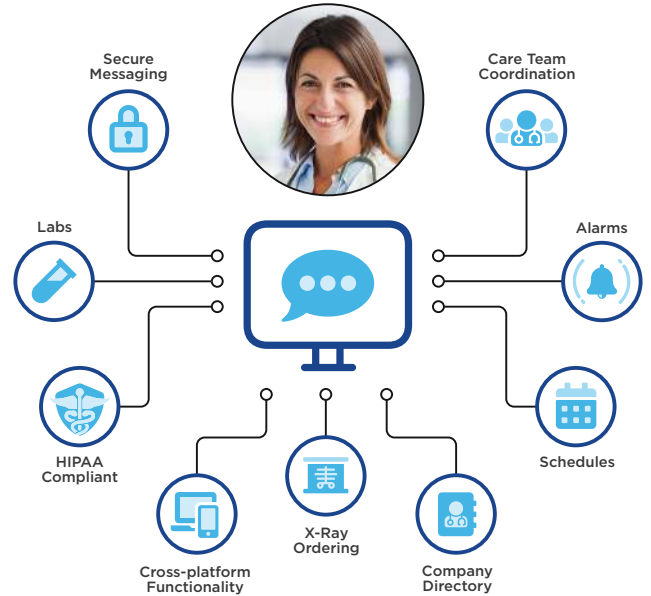 Secure
Messaging
Care Team
Coordination
Labs
Alarms
HIPAA
Compliant
Schedules
X-Ray
Ordering
Cross-platform
Functionality
Company
Directory